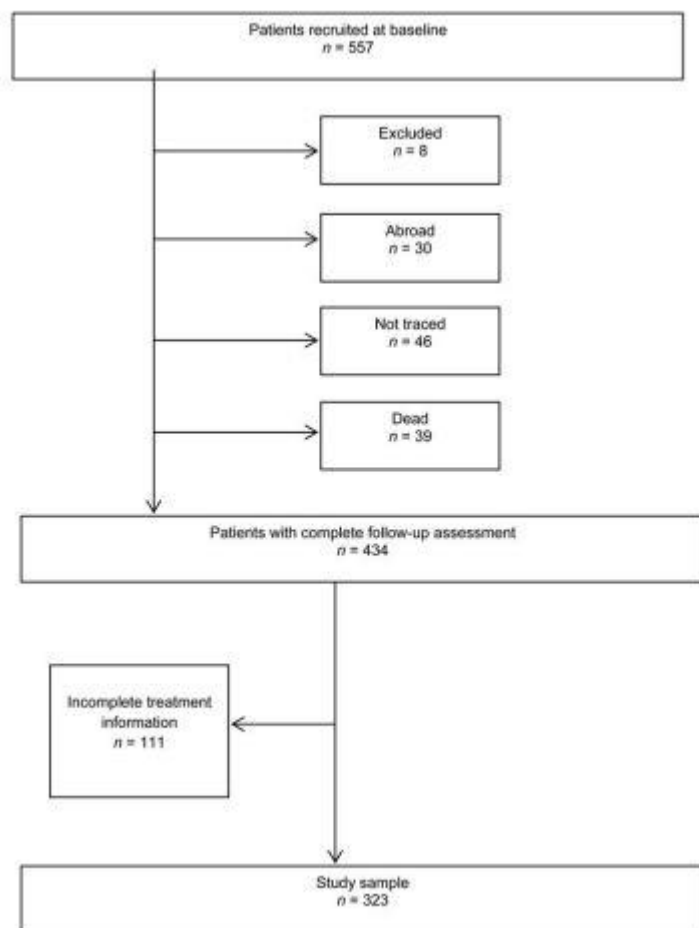 Patients recruited at baseline
n = 557
Excluded
n = 8
Abroad
n = 30
Not traced
n = 46
Dead
n = 39
Patients with complete follow-up assessment
n = 434
Incomplete treatment
information
n = 111
Study sample
n = 323